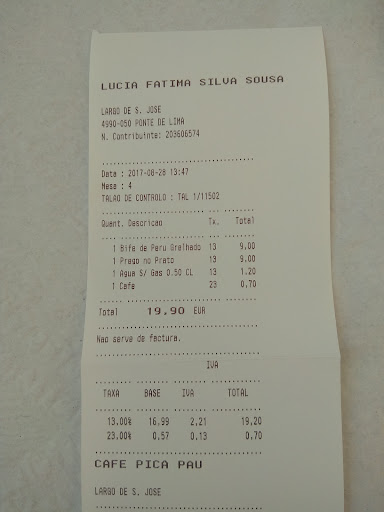 LUCIA FATIMA SILVA SOUSA
LARGO DE S. JOSE
4990-050 PONTE DE LIMA
N. Contribuinte: 203606574
Data : 2017-08-28 13:47
Mesa : 4
TALAO DE CONTROLO : TAL 1/11502
Quant. Descricao Tx. Total
1 Bife de Peru Grelhado 13 9.00
1 Prego no Prato 13 9.00
1 Agua S/ Gas 0.50 CL 13 1.20
1 Cafe 23 0.70
Total 19.90 EUR
Nao serve de factura.
IVA
TAXA BASE IVA TOTAL
13.00% 16.99 2.21 19.20
23.00% 0.57 0.13 0.70
CAFE PICA PAU
LARGO DE S. JOSE